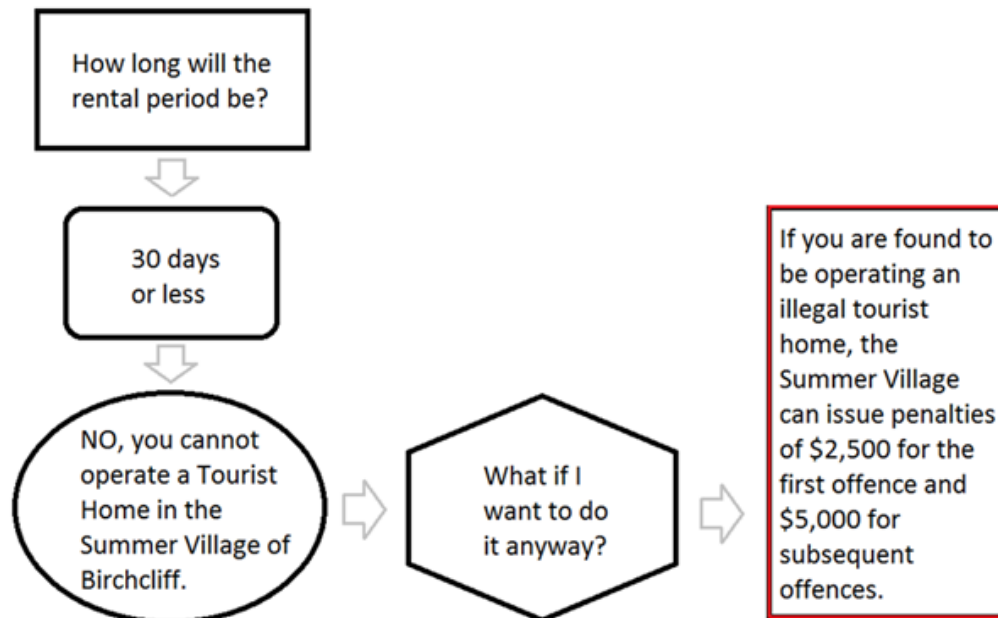 How long will the
rental period be?
30 days
or less
NO, you cannot
operate a Tourist
Home in the
Summer Village of
Birchcliff.
What if I
want to do
it anyway?
If you are found to
be operating an
illegal tourist
home, the
Summer Village
can issue penalties
of $2,500 for the
first offence and
$5,000 for
subsequent
offences.